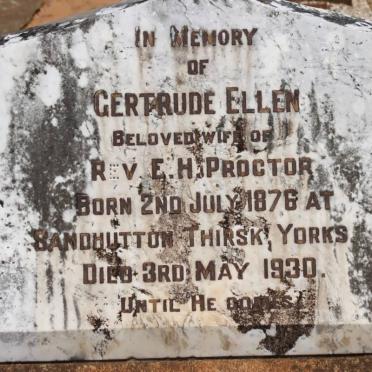 IN MEMORY
OF
GERTRUDE ELLEN
BELOVED WIFE OF
REV E.H. PROCTOR
BORN 2ND JULY 1876 AT
SANDHUTTON THIRSK, YORKS
DIED 3RD MAY 1930.
UNTIL HE COMES